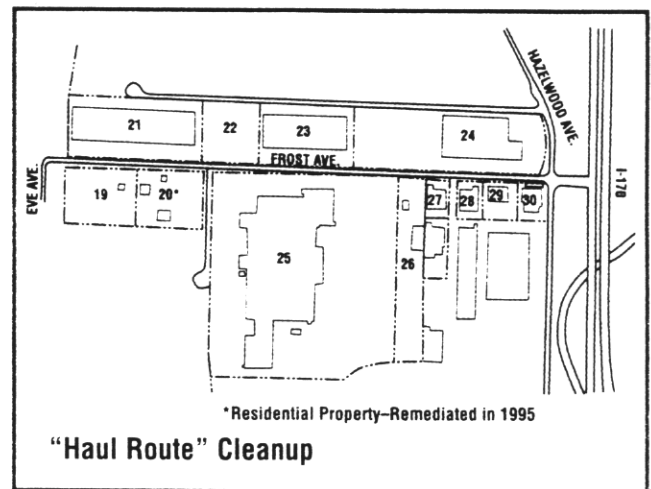 HAZELWOOD AVE.
21
22
23
24
FROST AVE.
EVE AVE.
I-170
19
20*
27
28
29
30
25
26
*Residential Property–Remediated in 1995
“Haul Route” Cleanup